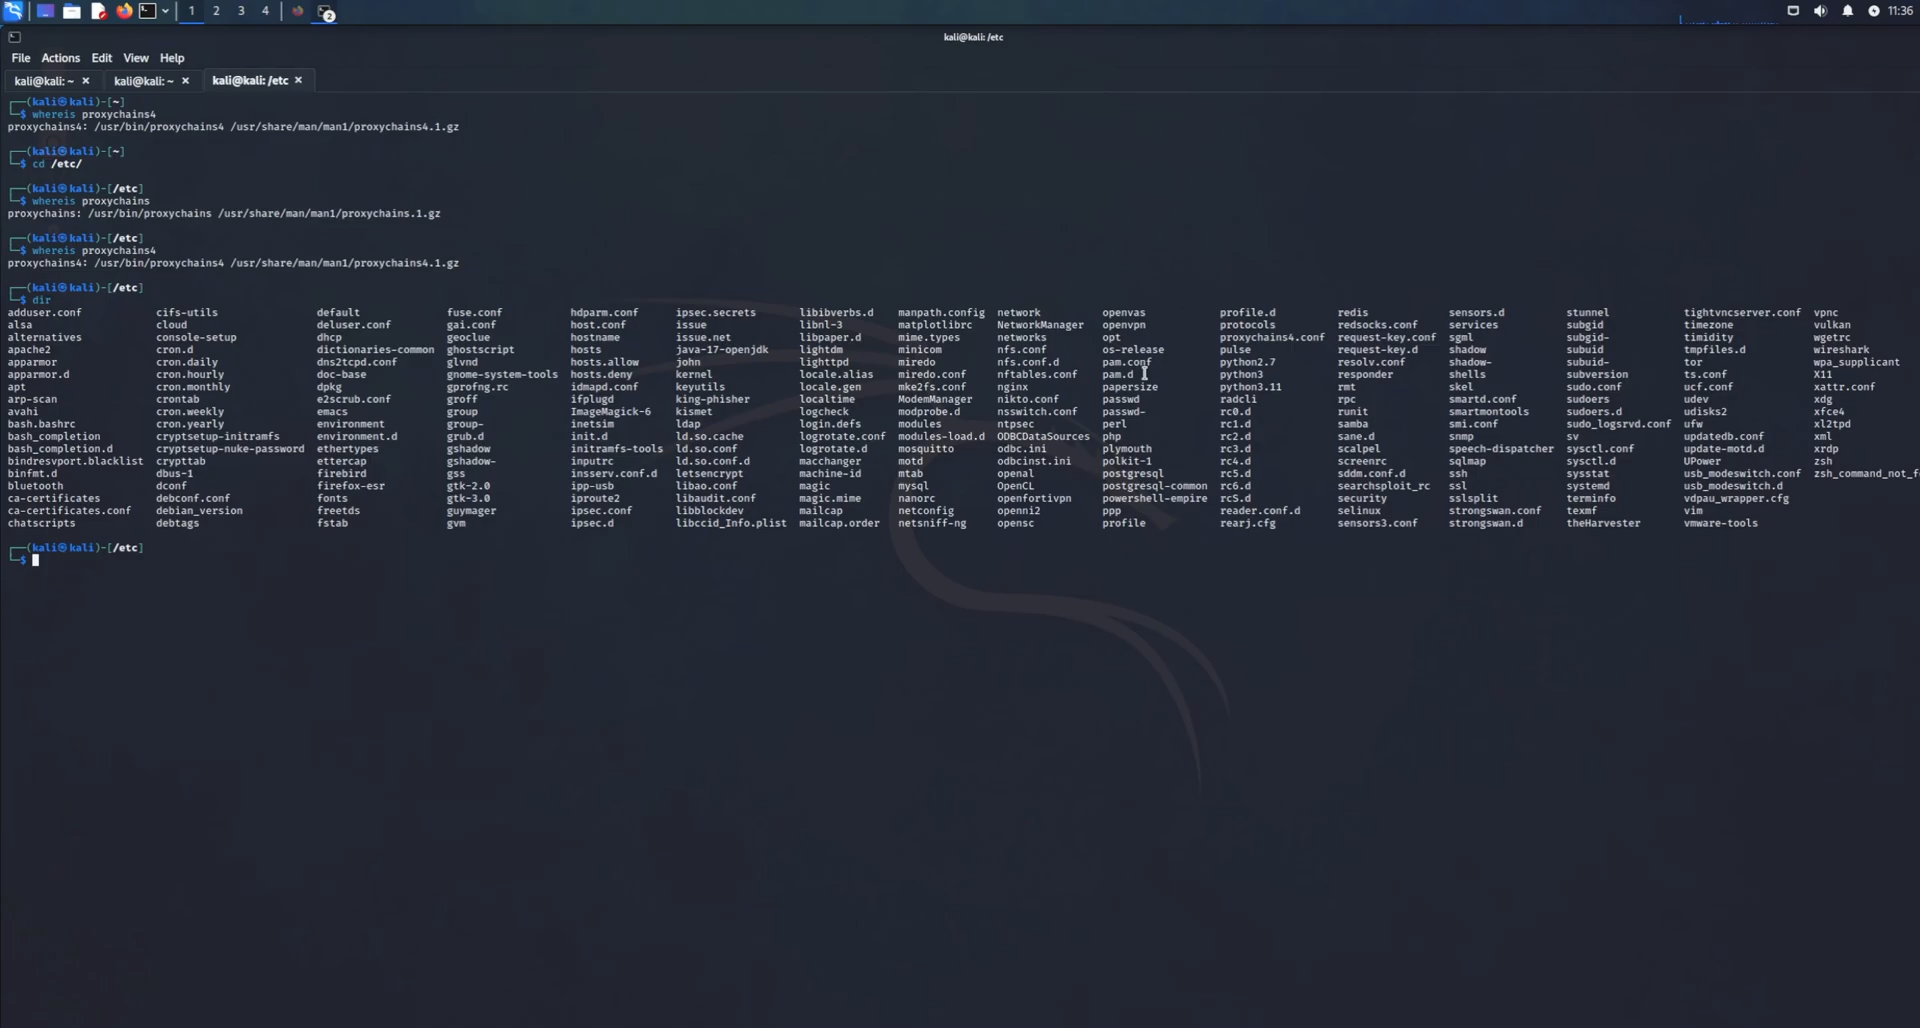 1 2 3 4 2 11:36
kali@kali: /etc
File Actions Edit View Help
kali@kali: ~ × kali@kali: ~ × kali@kali: /etc ×
┌──(kali㉿kali)-[~]
└─$ whereis proxychains4
proxychains4: /usr/bin/proxychains4 /usr/share/man/man1/proxychains4.1.gz
┌──(kali㉿kali)-[~]
└─$ cd /etc/
┌──(kali㉿kali)-[/etc]
└─$ whereis proxychains
proxychains: /usr/bin/proxychains /usr/share/man/man1/proxychains.1.gz
┌──(kali㉿kali)-[/etc]
└─$ whereis proxychains4
proxychains4: /usr/bin/proxychains4 /usr/share/man/man1/proxychains4.1.gz
┌──(kali㉿kali)-[/etc]
└─$ dir
adduser.conf cifs-utils default fuse.conf hdparm.conf ipsec.secrets libibverbs.d manpath.config network openvas profile.d redis sensors.d stunnel tightvncserver.conf vpnc
alsa cloud deluser.conf gai.conf host.conf issue libnl-3 matplotlibrc NetworkManager openvpn protocols redsocks.conf services subgid timezone vulkan
alternatives console-setup dhcp geoclue hostname issue.net libpaper.d mime.types networks opt proxychains4.conf request-key.conf sgml subgid- timidity wgetrc
apache2 cron.d dictionaries-common ghostscript hosts java-17-openjdk lightdm minicom nfs.conf os-release pulse request-key.d shadow subuid tmpfiles.d wireshark
apparmor cron.daily dns2tcpd.conf glvnd hosts.allow john lighttpd miredo nfs.conf.d pam.conf python2.7 resolv.conf shadow- subuid- tor wpa_supplicant
apparmor.d cron.hourly doc-base gnome-system-tools hosts.deny kernel locale.alias miredo.conf nftables.conf pam.d python3 responder shells subversion ts.conf X11
apt cron.monthly dpkg gprofng.rc idmapd.conf keyutils locale.gen mke2fs.conf nginx papersize python3.11 rmt skel sudo.conf ucf.conf xattr.conf
arp-scan crontab e2scrub.conf groff ifplugd king-phisher localtime ModemManager nikto.conf passwd radcli rpc smartd.conf sudoers udev xdg
avahi cron.weekly emacs group ImageMagick-6 kismet logcheck modprobe.d nsswitch.conf passwd- rc0.d runit smartmontools sudoers.d udisks2 xfce4
bash.bashrc cron.yearly environment group- inetsim ldap login.defs modules ntpsec perl rc1.d samba smi.conf sudo_logsrvd.conf ufw xl2tpd
bash_completion cryptsetup-initramfs environment.d grub.d init.d ld.so.cache logrotate.conf modules-load.d ODBCDataSources php rc2.d sane.d snmp sv updatedb.conf xml
bash_completion.d cryptsetup-nuke-password ethertypes gshadow initramfs-tools ld.so.conf logrotate.d mosquitto odbc.ini plymouth rc3.d scalpel speech-dispatcher sysctl.conf update-motd.d xrdp
bindresvport.blacklist crypttab ettercap gshadow- inputrc ld.so.conf.d macchanger motd odbcinst.ini polkit-1 rc4.d screenrc sqlmap sysctl.d UPower zsh
binfmt.d dbus-1 firebird gss insserv.conf.d letsencrypt machine-id mtab openal postgresql rc5.d sddm.conf.d ssh sysstat usb_modeswitch.conf zsh_command_not_f
bluetooth dconf firefox-esr gtk-2.0 ipp-usb libao.conf magic mysql OpenCL postgresql-common rc6.d searchsploit_rc ssl systemd usb_modeswitch.d
ca-certificates debconf.conf fonts gtk-3.0 iproute2 libaudit.conf magic.mime nanorc openfortivpn powershell-empire rcS.d security sslsplit terminfo vdpau_wrapper.cfg
ca-certificates.conf debian_version freetds guymager ipsec.conf libblockdev mailcap netconfig openni2 ppp reader.conf.d selinux strongswan.conf texmf vim
chatscripts debtags fstab gvm ipsec.d libccid_Info.plist mailcap.order netsniff-ng opensc profile rearj.cfg sensors3.conf strongswan.d theHarvester vmware-tools
┌──(kali㉿kali)-[/etc]
└─$